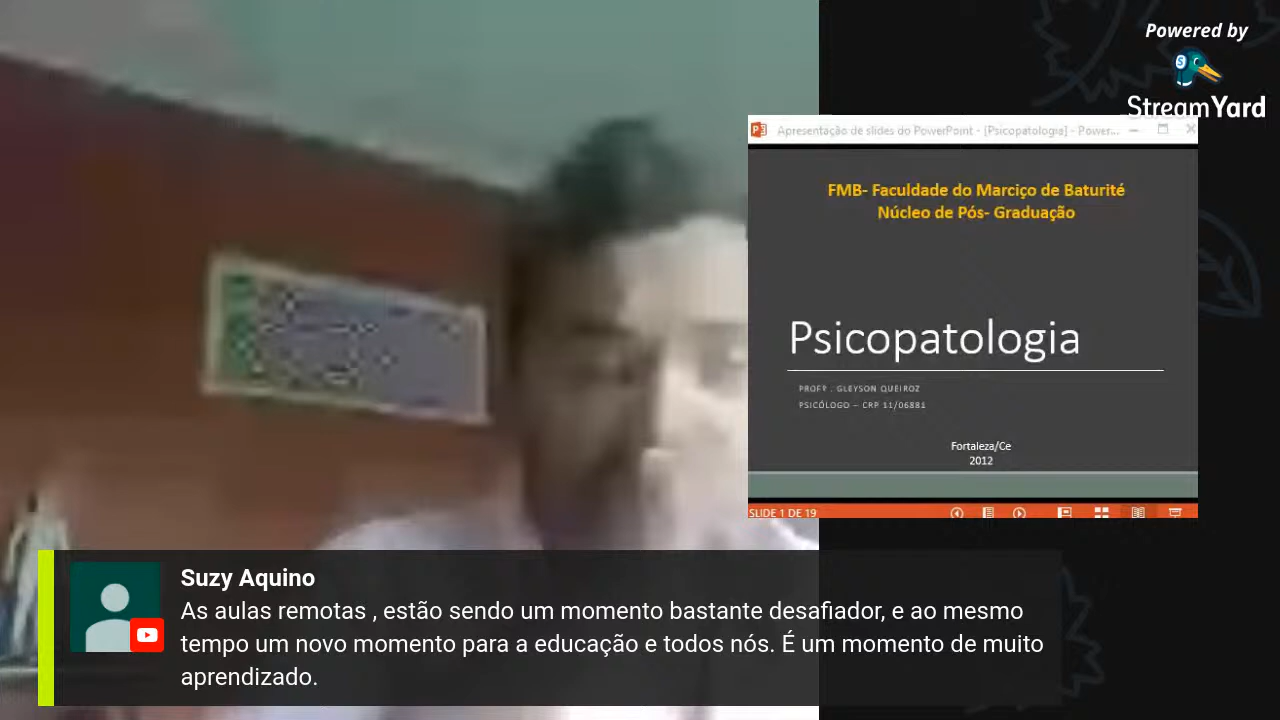 Powered by
StreamYard
Apresentação de slides do PowerPoint - [Psicopatologia] - Power...
FMB- Faculdade do Marciço de Baturité
Núcleo de Pós- Graduação
Psicopatologia
PROFº . GLEYSON QUEIROZ
PSICÓLOGO – CRP 11/06881
Fortaleza/Ce
2012
SLIDE 1 DE 19
Suzy Aquino
As aulas remotas , estão sendo um momento bastante desafiador, e ao mesmo
tempo um novo momento para a educação e todos nós. É um momento de muito
aprendizado.